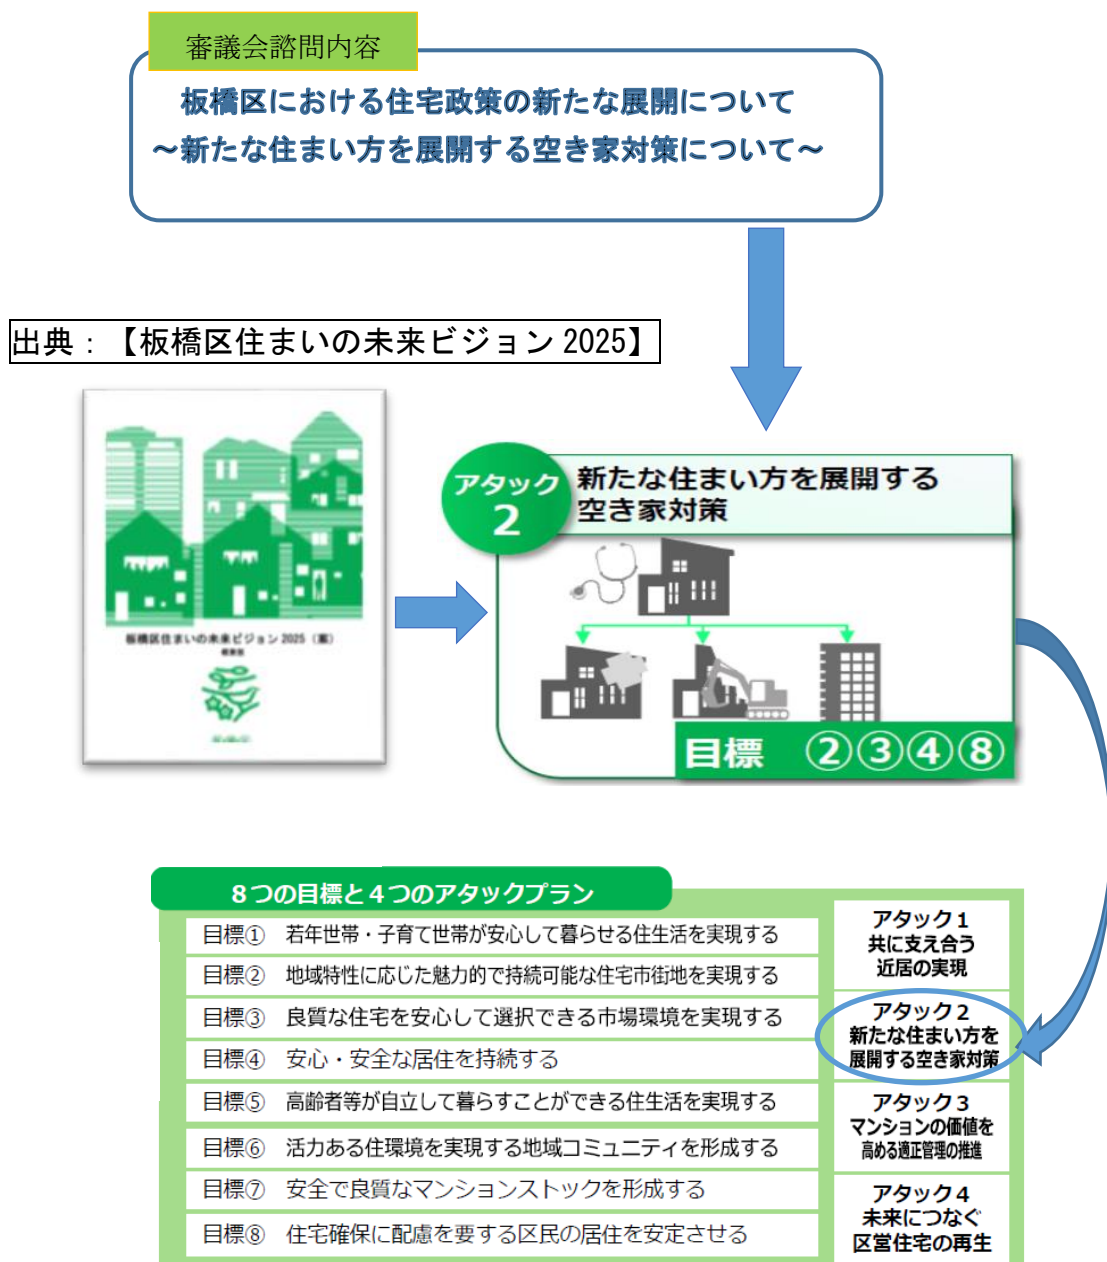 審議会諮問内容
板橋区における住宅政策の新たな展開について
～新たな住まい方を展開する空き家対策について～
出典：【板橋区住まいの未来ビジョン 2025】
板橋区住まいの未来ビジョン 2025（案）
概要版
アタック
2
新たな住まい方を展開する
空き家対策
目標 ②③④⑧
８つの目標と４つのアタックプラン
目標① 若年世帯・子育て世帯が安心して暮らせる住生活を実現する
目標② 地域特性に応じた魅力的で持続可能な住宅市街地を実現する
目標③ 良質な住宅を安心して選択できる市場環境を実現する
目標④ 安心・安全な居住を持続する
目標⑤ 高齢者等が自立して暮らすことができる住生活を実現する
目標⑥ 活力ある住環境を実現する地域コミュニティを形成する
目標⑦ 安全で良質なマンションストックを形成する
目標⑧ 住宅確保に配慮を要する区民の居住を安定させる
アタック１
共に支え合う
近居の実現
アタック２
新たな住まい方を
展開する空き家対策
アタック３
マンションの価値を
高める適正管理の推進
アタック４
未来につなぐ
区営住宅の再生